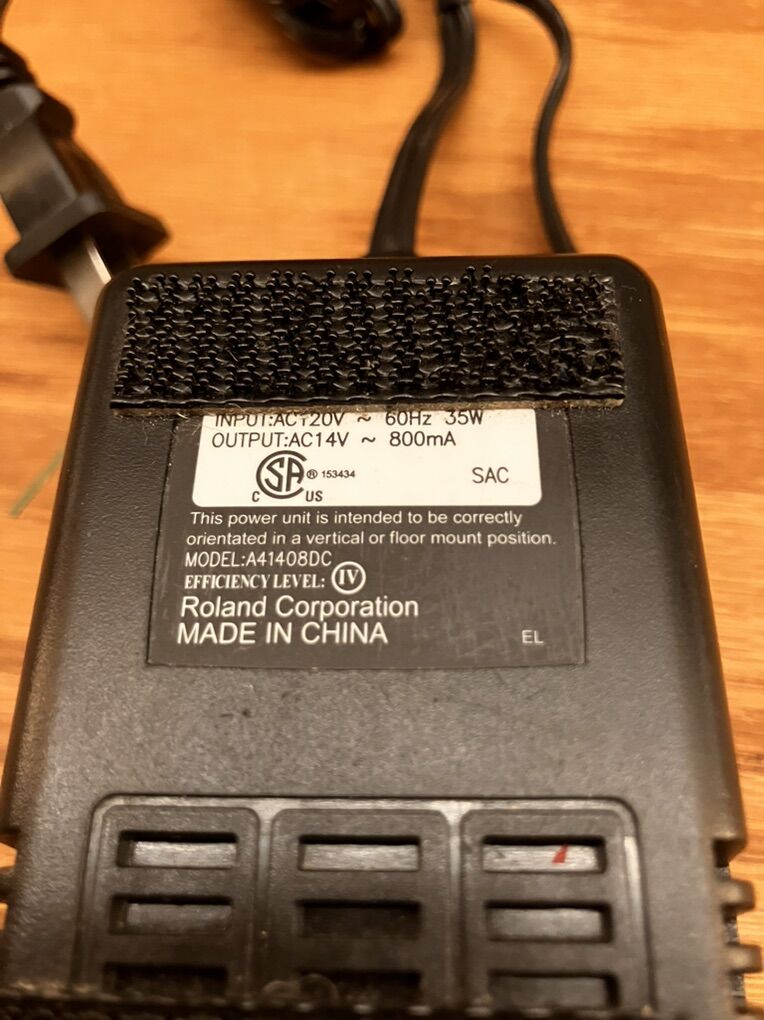 INPUT:AC120V ~ 60Hz 35W
OUTPUT:AC14V ~ 800mA
C SA ® 153434
C US
SAC
This power unit is intended to be correctly
orientated in a vertical or floor mount position.
MODEL:A41408DC
EFFICIENCY LEVEL: IV
Roland Corporation
MADE IN CHINA
EL